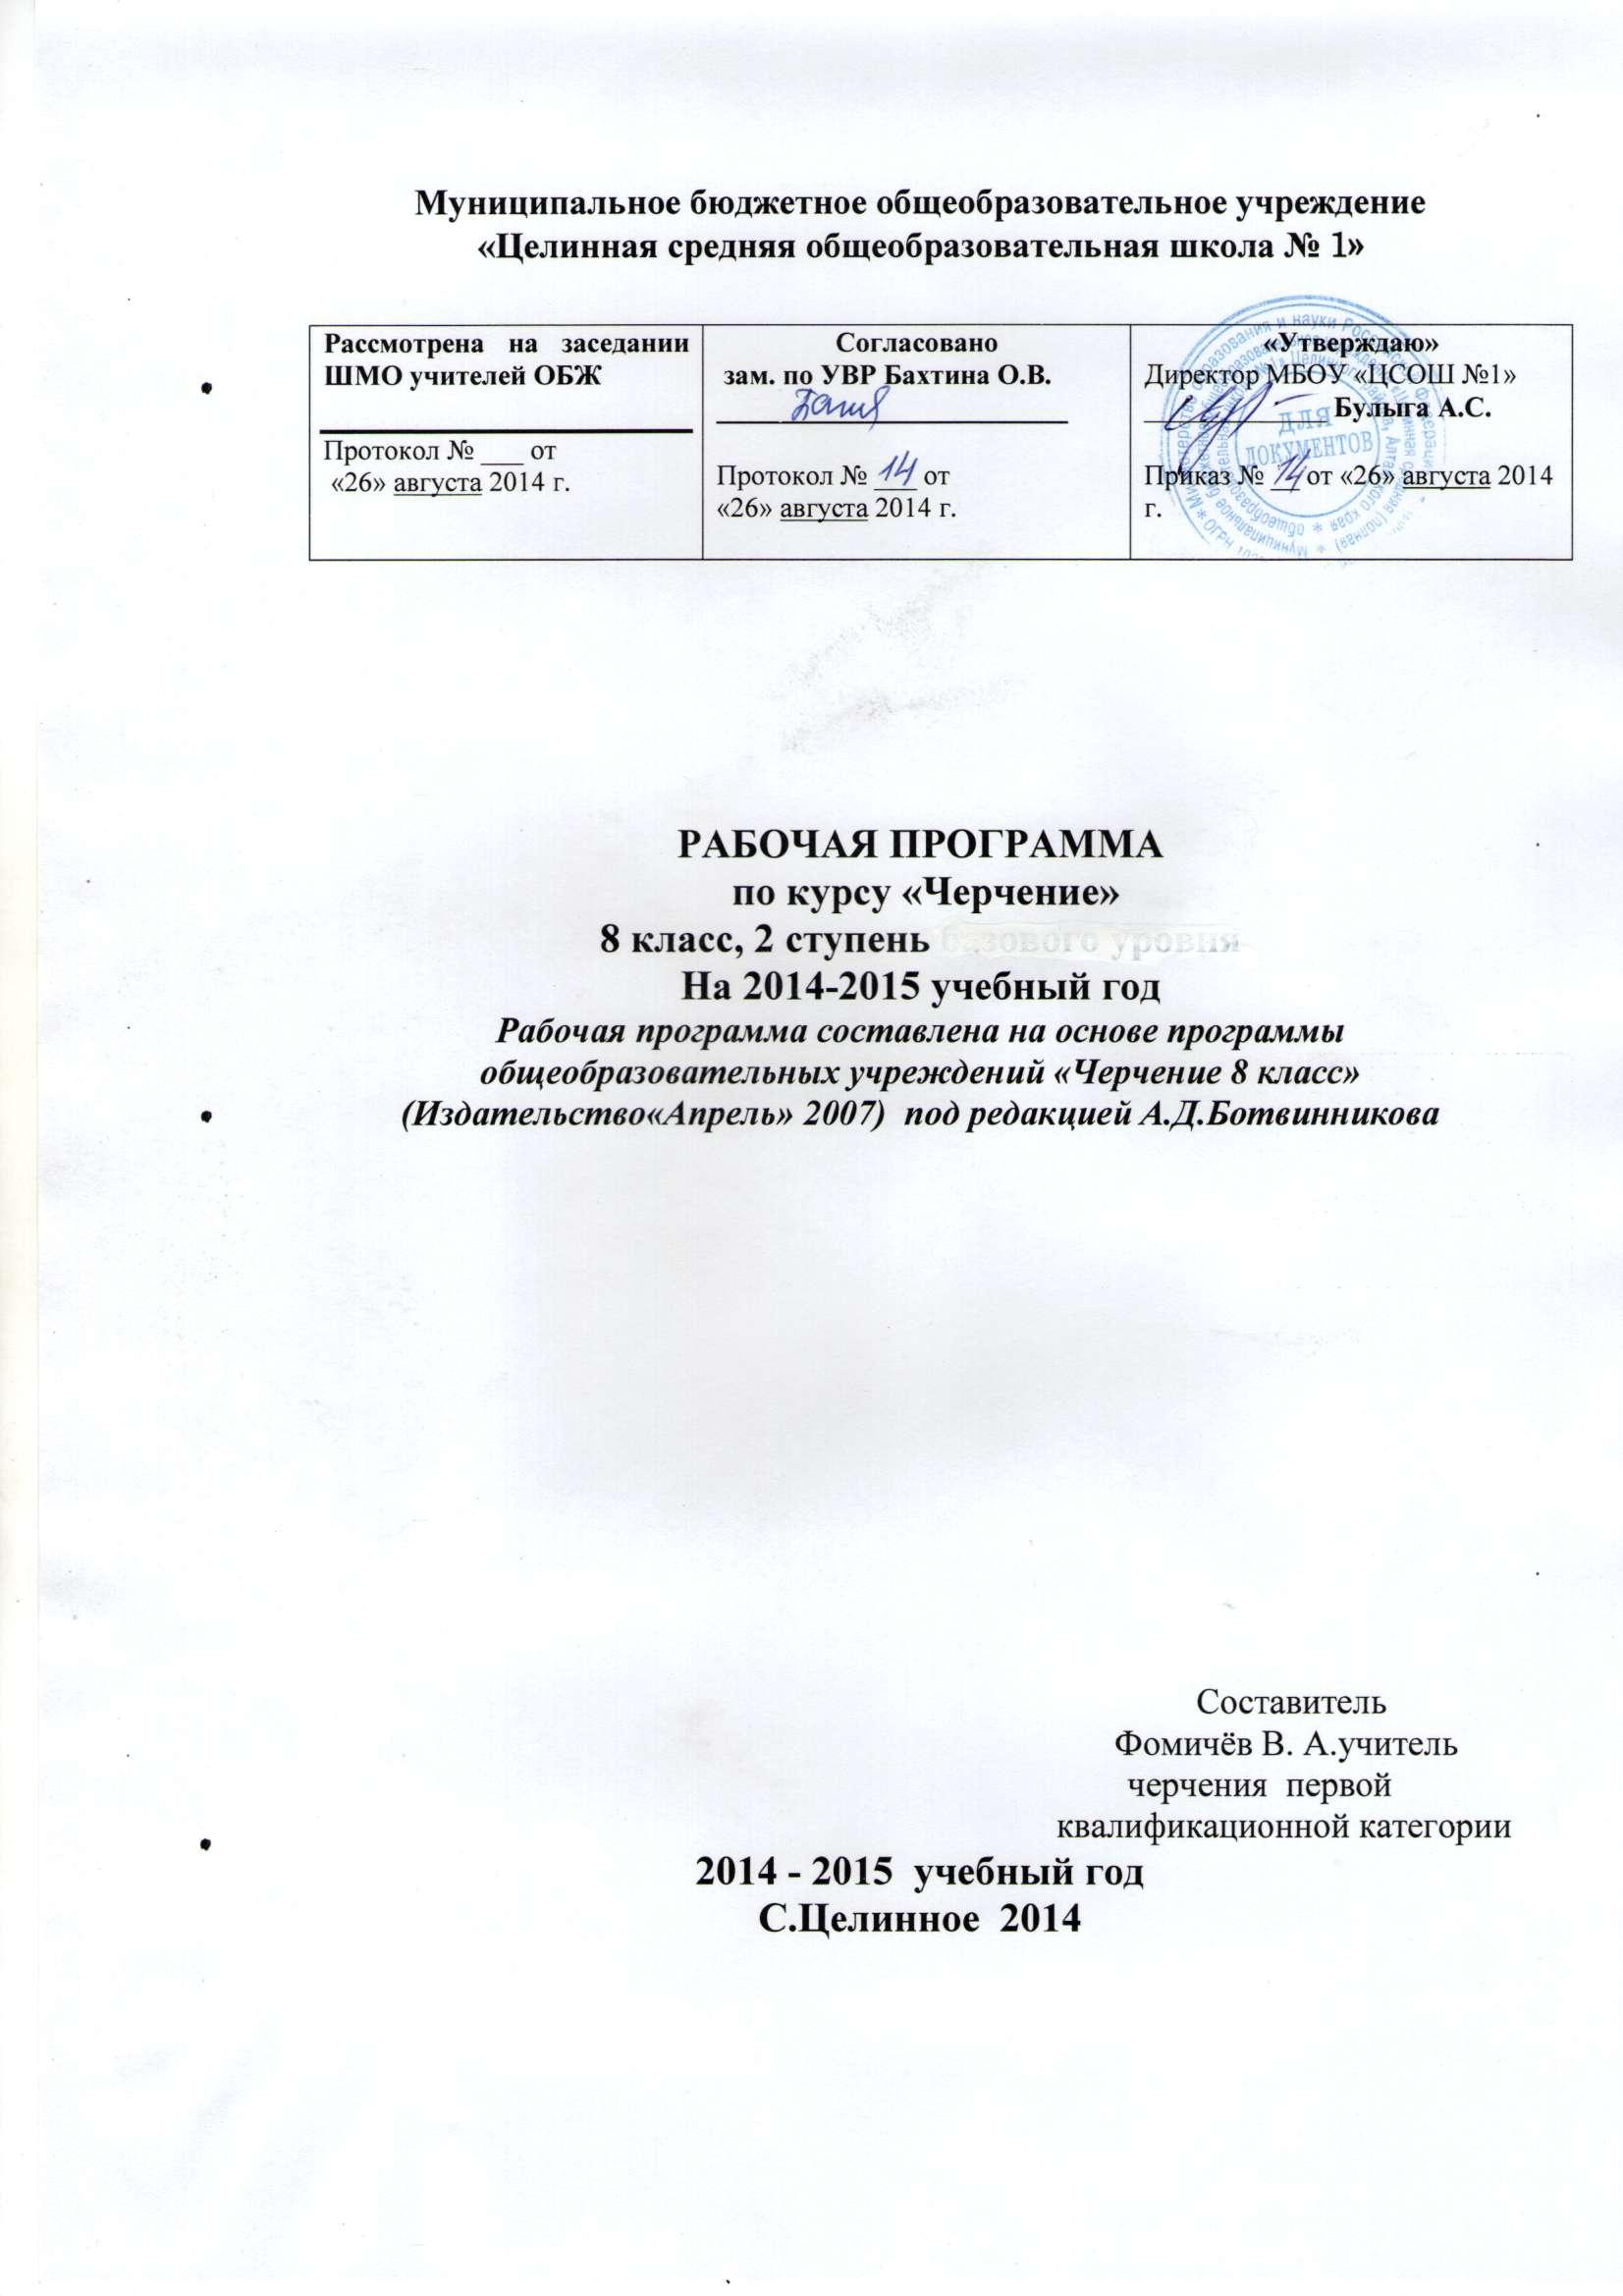 Муниципальное бюджетное общеобразовательное учреждение
«Целинная средняя общеобразовательная школа № 1»
Рассмотрена на заседании
ШМО учителей ОБЖ
Протокол № ___ от
«26» августа 2014 г.
Согласовано
зам. по УВР Бахтина О.В.
Протокол № 14 от
«26» августа 2014 г.
«Утверждаю»
Директор МБОУ «ЦСОШ №1»
Булыга А.С.
Приказ № 14 от «26» августа 2014
г.
ДЛЯ
ДОКУМЕНТОВ
РАБОЧАЯ ПРОГРАММА
по курсу «Черчение»
8 класс, 2 ступень базового уровня
На 2014-2015 учебный год
Рабочая программа составлена на основе программы
общеобразовательных учреждений «Черчение 8 класс»
(Издательство«Апрель» 2007) под редакцией А.Д.Ботвинникова
Составитель
Фомичёв В. А.учитель
черчения первой
квалификационной категории
2014 - 2015 учебный год
С.Целинное 2014